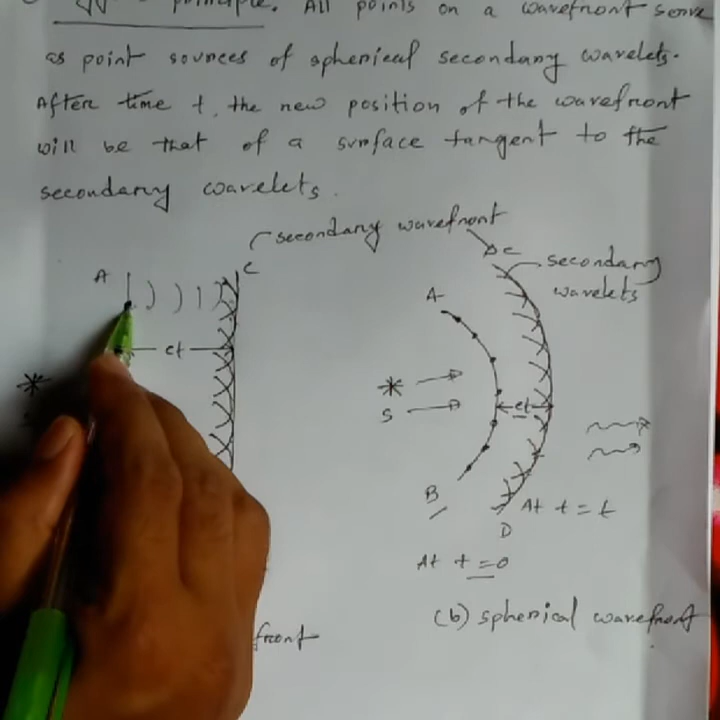 principle. All points on a wavefront serve
as point sources of spherical secondary wavelets.
After time t, the new position of the wavefront
will be that of a surface tangent to the
secondary wavelets.
secondary wavefront
A
C
ct
C
secondary
wavelets
A
S
ct
B
D
At t = t
At t = 0
front
(b) spherical wavefront